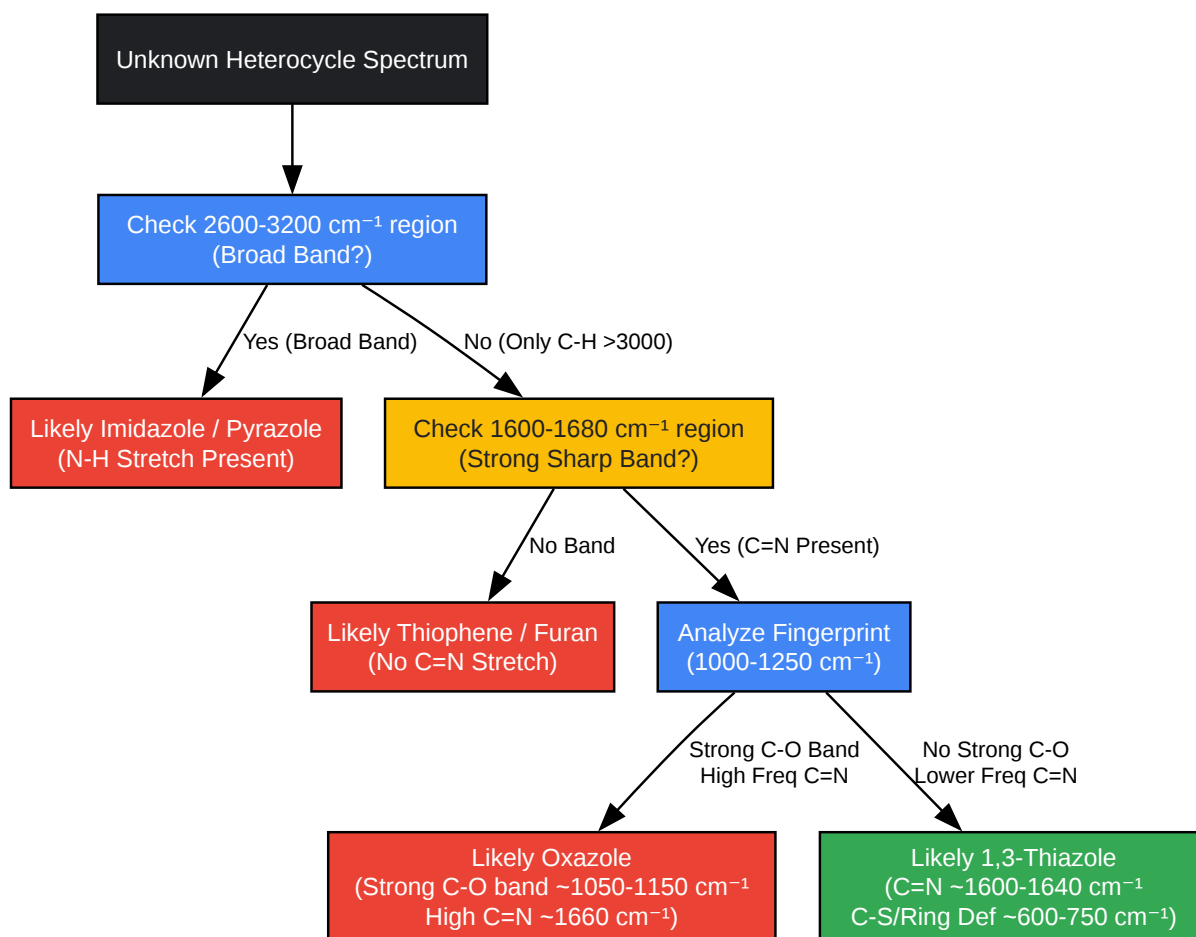 Unknown Heterocycle Spectrum
Check 2600-3200 cm⁻¹ region
(Broad Band?)
Yes (Broad Band)
No (Only C-H >3000)
Likely Imidazole / Pyrazole
(N-H Stretch Present)
Check 1600-1680 cm⁻¹ region
(Strong Sharp Band?)
No Band
Yes (C=N Present)
Likely Thiophene / Furan
(No C=N Stretch)
Analyze Fingerprint
(1000-1250 cm⁻¹)
Strong C-O Band
High Freq C=N
No Strong C-O
Lower Freq C=N
Likely Oxazole
(Strong C-O band ~1050-1150 cm⁻¹
High C=N ~1660 cm⁻¹)
Likely 1,3-Thiazole
(C=N ~1600-1640 cm⁻¹
C-S/Ring Def ~600-750 cm⁻¹)